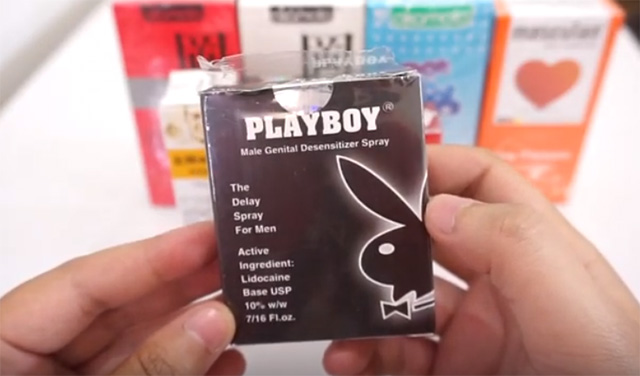 PLAYBOY®
Male Genital Desensitizer Spray
The
Delay
Spray
For Men
Active
Ingredient:
Lidocaine
Base USP
10% w/w
7/16 Fl.oz.